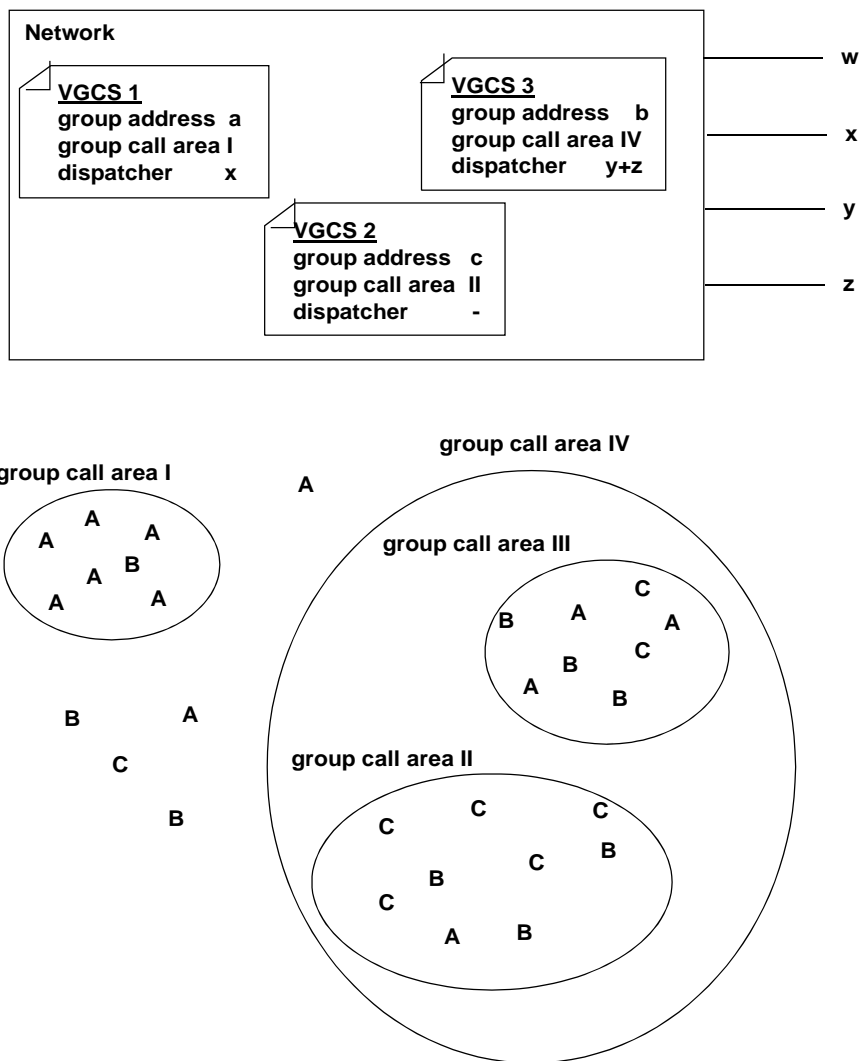 Network
VGCS 1
group address a
group call area I
dispatcher x
VGCS 3
group address b
group call area IV
dispatcher y+z
VGCS 2
group address c
group call area II
dispatcher -
w
x
y
z
group call area IV
group call area I
A
A
A
A
A
B
A
A
group call area III
C
B
A
A
C
B
A
B
B
A
C
B
group call area II
C
C
C
B
C
B
C
A
B